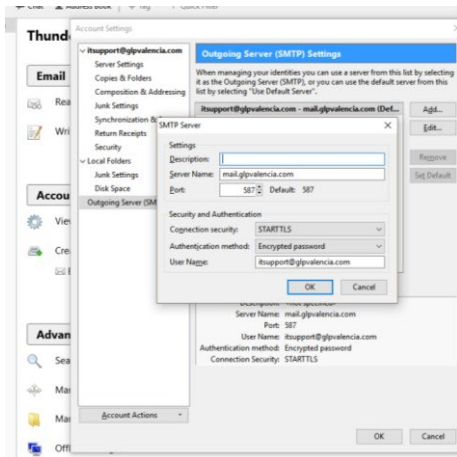 Chat
Address Book
Tag
Quick Filter
Account Settings
Thund
itsupport@glpvalencia.com
Server Settings
Copies & Folders
Composition & Addressing
Junk Settings
Synchronization &
Return Receipts
Security
Local Folders
Junk Settings
Disk Space
Outgoing Server (SM
Account Actions
Outgoing Server (SMTP) Settings
When managing your identities you can use a server from this list by selecting
it as the Outgoing Server (SMTP), or you can use the default server from this
list by selecting "Use Default Server".
itsupport@glpvalencia.com - mail.glpvalencia.com (Def...
Add...
Edit...
Remove
Set Default
SMTP Server
Settings
Description:
Server Name: mail.glpvalencia.com
Port: 587 Default: 587
Security and Authentication
Connection security: STARTTLS
Authentication method: Encrypted password
User Name: itsupport@glpvalencia.com
OK Cancel
Server Name: mail.glpvalencia.com
Port: 587
User Name: itsupport@glpvalencia.com
Authentication method: Encrypted password
Connection Security: STARTTLS
OK Cancel
Email
Rea
Wri
Accou
Vie
Cre
Advan
Sea
Ma
Ma
Offl